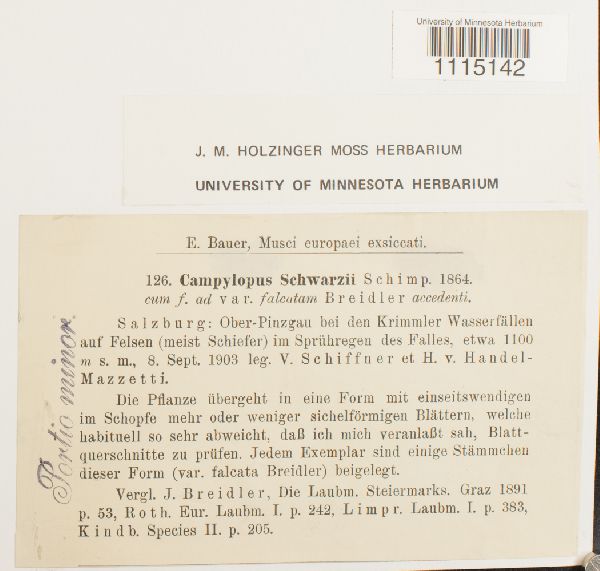 University of Minnesota Herbarium
1115142
J. M. HOLZINGER MOSS HERBARIUM
UNIVERSITY OF MINNESOTA HERBARIUM
E. Bauer, Musci europaei exsiccati.
126. Campylopus Schwarzii Schimp. 1864.
cum f. ad var. falcatam Breidler accedenti.
Salzburg: Ober-Pinzgau bei den Krimmler Wasserfällen
auf Felsen (meist Schiefer) im Sprühregen des Falles, etwa 1100
m s. m., 8. Sept. 1903 leg. V. Schiffner et H. v. Handel-
Mazzetti.
Die Pflanze übergeht in eine Form mit einseitswendigen
im Schopfe mehr oder weniger sichelförmigen Blättern, welche
habituell so sehr abweicht, daß ich mich veranlaßt sah, Blatt-
querschnitte zu prüfen. Jedem Exemplar sind einige Stämmchen
dieser Form (var. falcata Breidler) beigelegt.
Vergl. J. Breidler, Die Laubm. Steiermarks. Graz 1891
p. 53, Roth. Eur. Laubm. I. p. 242, Limpr. Laubm. I. p. 383,
Kindb. Species II. p. 205.
Portio minor.